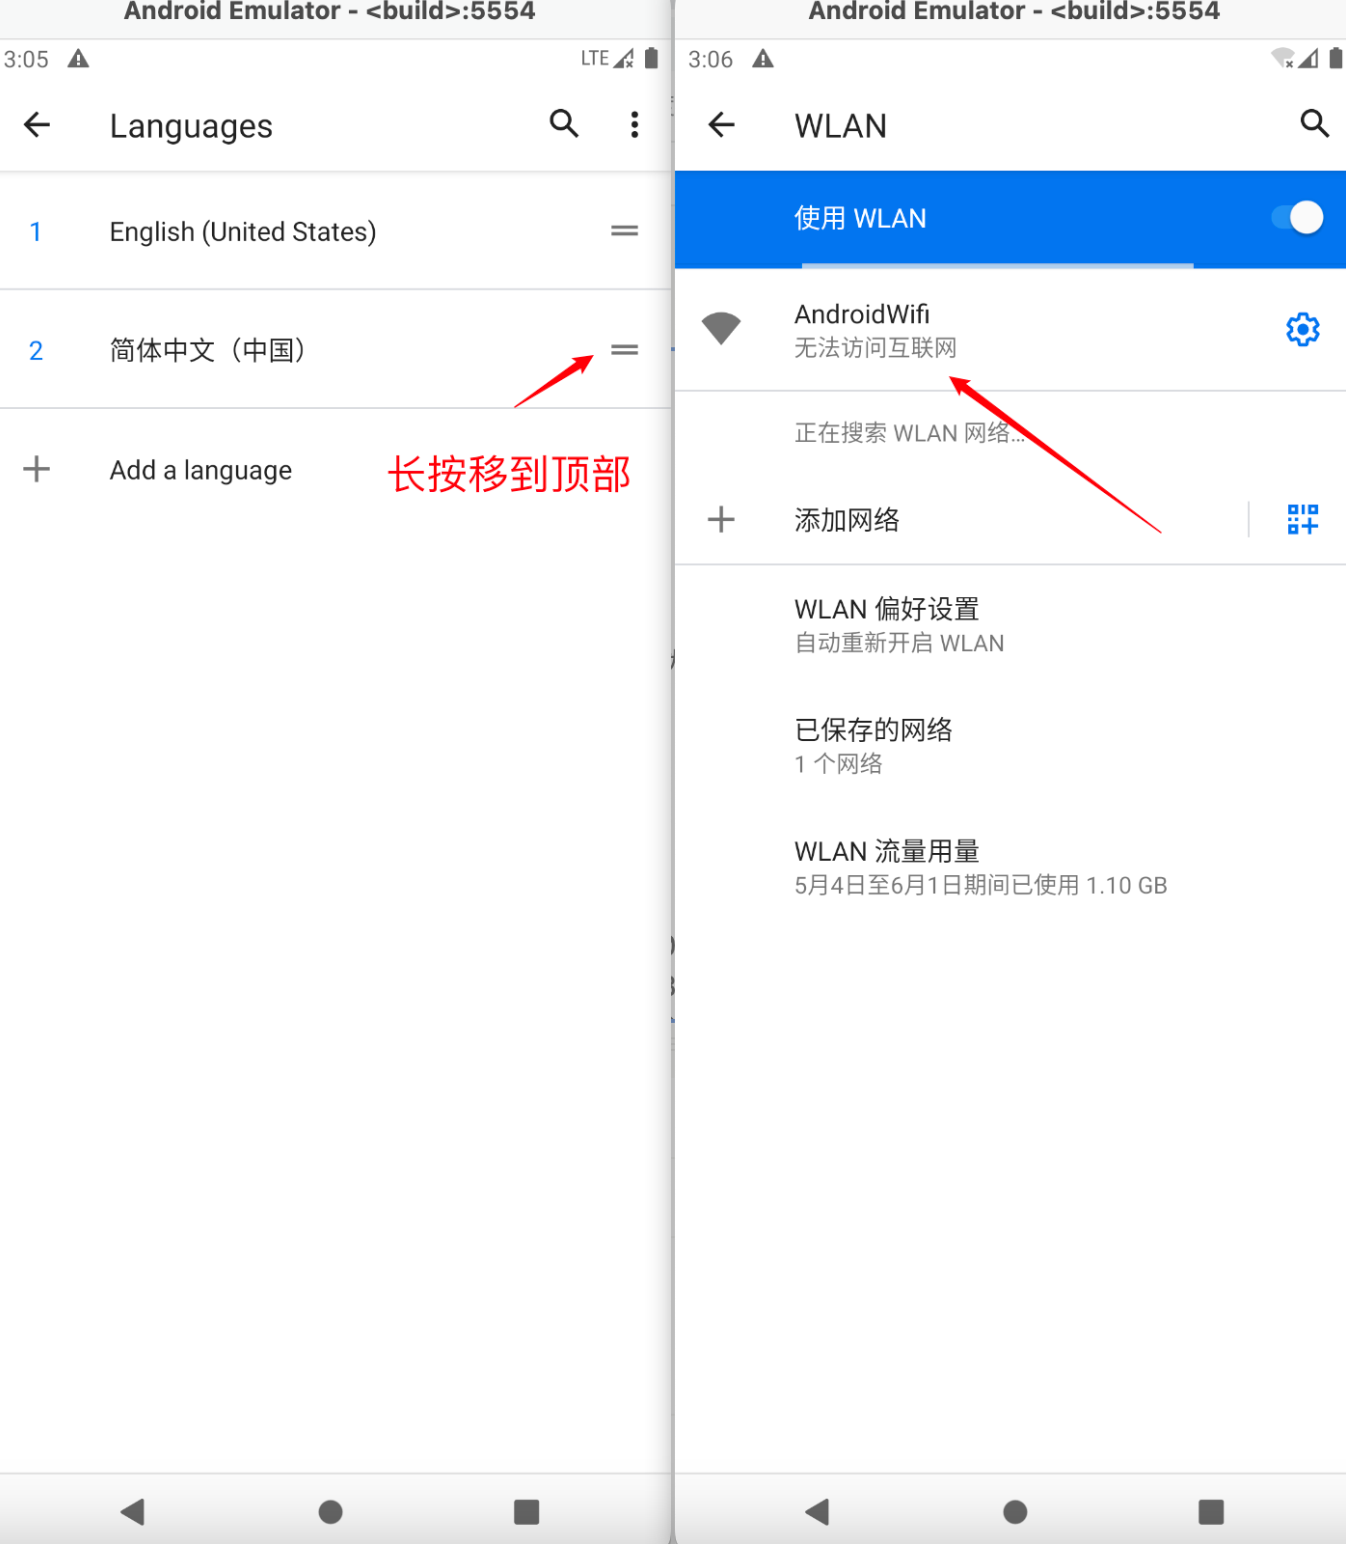 Android Emulator - <build>:5554
3:05
LTE
Languages
1
English (United States)
2
简体中文（中国）
Add a language
长按移到顶部
Android Emulator - <build>:5554
3:06
WLAN
使用 WLAN
AndroidWifi
无法访问互联网
正在搜索 WLAN 网络...
添加网络
WLAN 偏好设置
自动重新开启 WLAN
已保存的网络
1 个网络
WLAN 流量用量
5月4日至6月1日期间已使用 1.10 GB